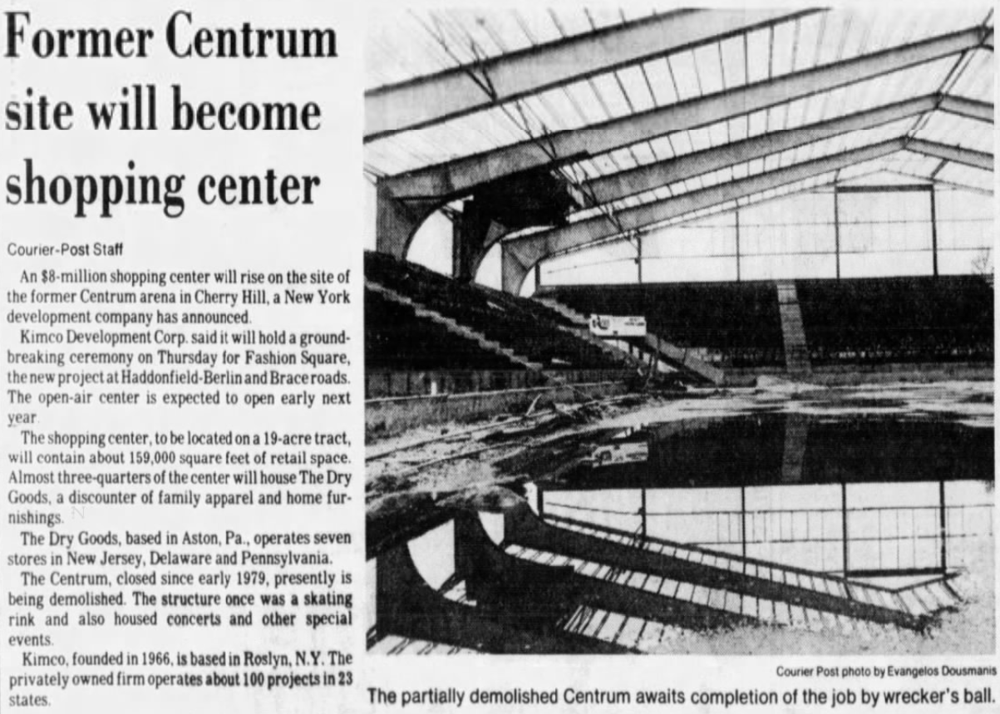 Former Centrum
site will become
shopping center
Courier-Post Staff
An $8-million shopping center will rise on the site of
the former Centrum arena in Cherry Hill, a New York
development company has announced.
Kimco Development Corp. said it will hold a ground-
breaking ceremony on Thursday for Fashion Square,
the new project at Haddonfield-Berlin and Brace roads.
The open-air center is expected to open early next
year.
The shopping center, to be located on a 19-acre tract,
will contain about 159,000 square feet of retail space.
Almost three-quarters of the center will house The Dry
Goods, a discounter of family apparel and home fur-
nishings.
The Dry Goods, based in Aston, Pa., operates seven
stores in New Jersey, Delaware and Pennsylvania.
The Centrum, closed since early 1979, presently is
being demolished. The structure once was a skating
rink and also housed concerts and other special
events.
Kimco, founded in 1966, is based in Roslyn, N.Y. The
privately owned firm operates about 100 projects in 23
states.
Courier Post photo by Evangelos Dousmanis
The partially demolished Centrum awaits completion of the job by wrecker's ball.